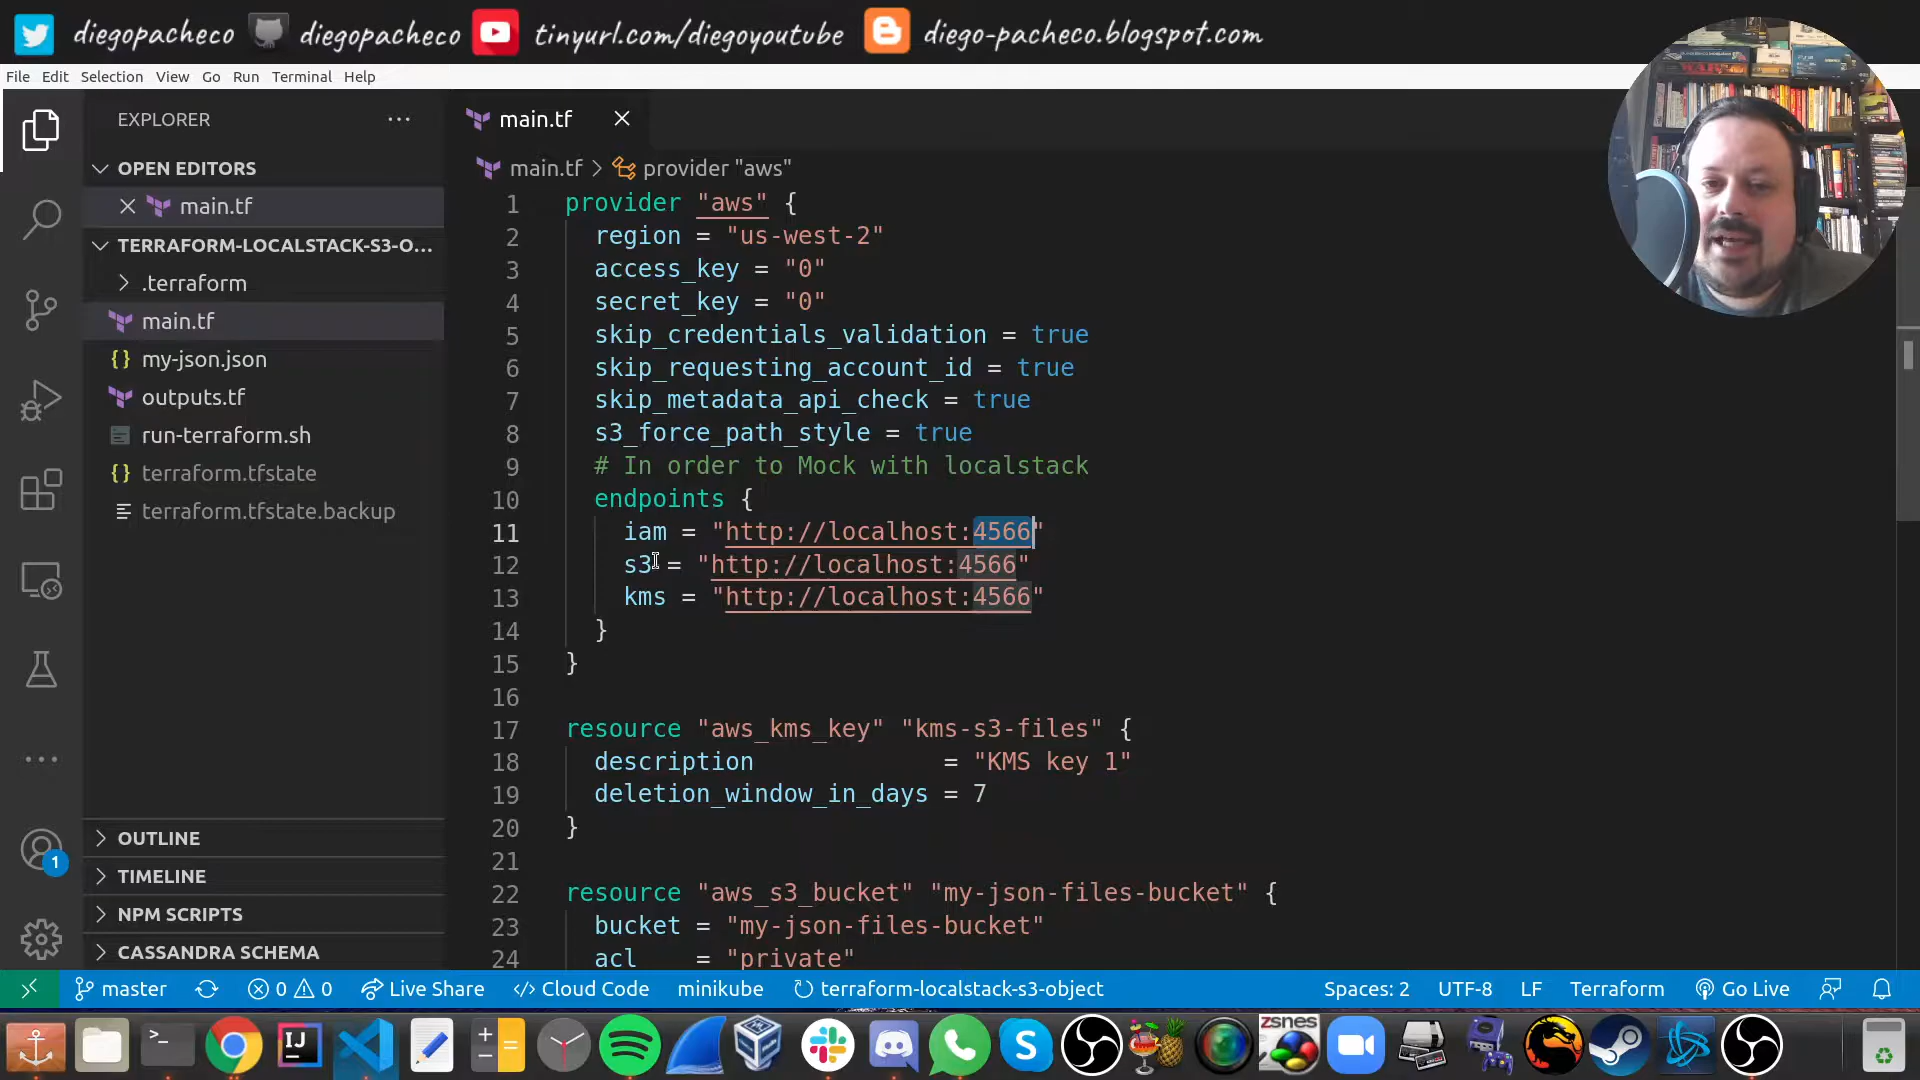 diegopacheco diegopacheco tinyurl.com/diegoyoutube diego-pacheco.blogspot.com
File Edit Selection View Go Run Terminal Help
EXPLORER
OPEN EDITORS
main.tf
TERRAFORM-LOCALSTACK-S3-O...
.terraform
main.tf
my-json.json
outputs.tf
run-terraform.sh
terraform.tfstate
terraform.tfstate.backup
OUTLINE
TIMELINE
NPM SCRIPTS
CASSANDRA SCHEMA
1
main.tf
main.tf > provider "aws"
1 provider "aws" {
2 region = "us-west-2"
3 access_key = "0"
4 secret_key = "0"
5 skip_credentials_validation = true
6 skip_requesting_account_id = true
7 skip_metadata_api_check = true
8 s3_force_path_style = true
9 # In order to Mock with localstack
10 endpoints {
11 iam = "http://localhost:4566"
12 s3 = "http://localhost:4566"
13 kms = "http://localhost:4566"
14 }
15 }
16
17 resource "aws_kms_key" "kms-s3-files" {
18 description = "KMS key 1"
19 deletion_window_in_days = 7
20 }
21
22 resource "aws_s3_bucket" "my-json-files-bucket" {
23 bucket = "my-json-files-bucket"
24 acl = "private"
master 0 0 Live Share Cloud Code minikube terraform-localstack-s3-object Spaces: 2 UTF-8 LF Terraform Go Live
IJ
zsnes